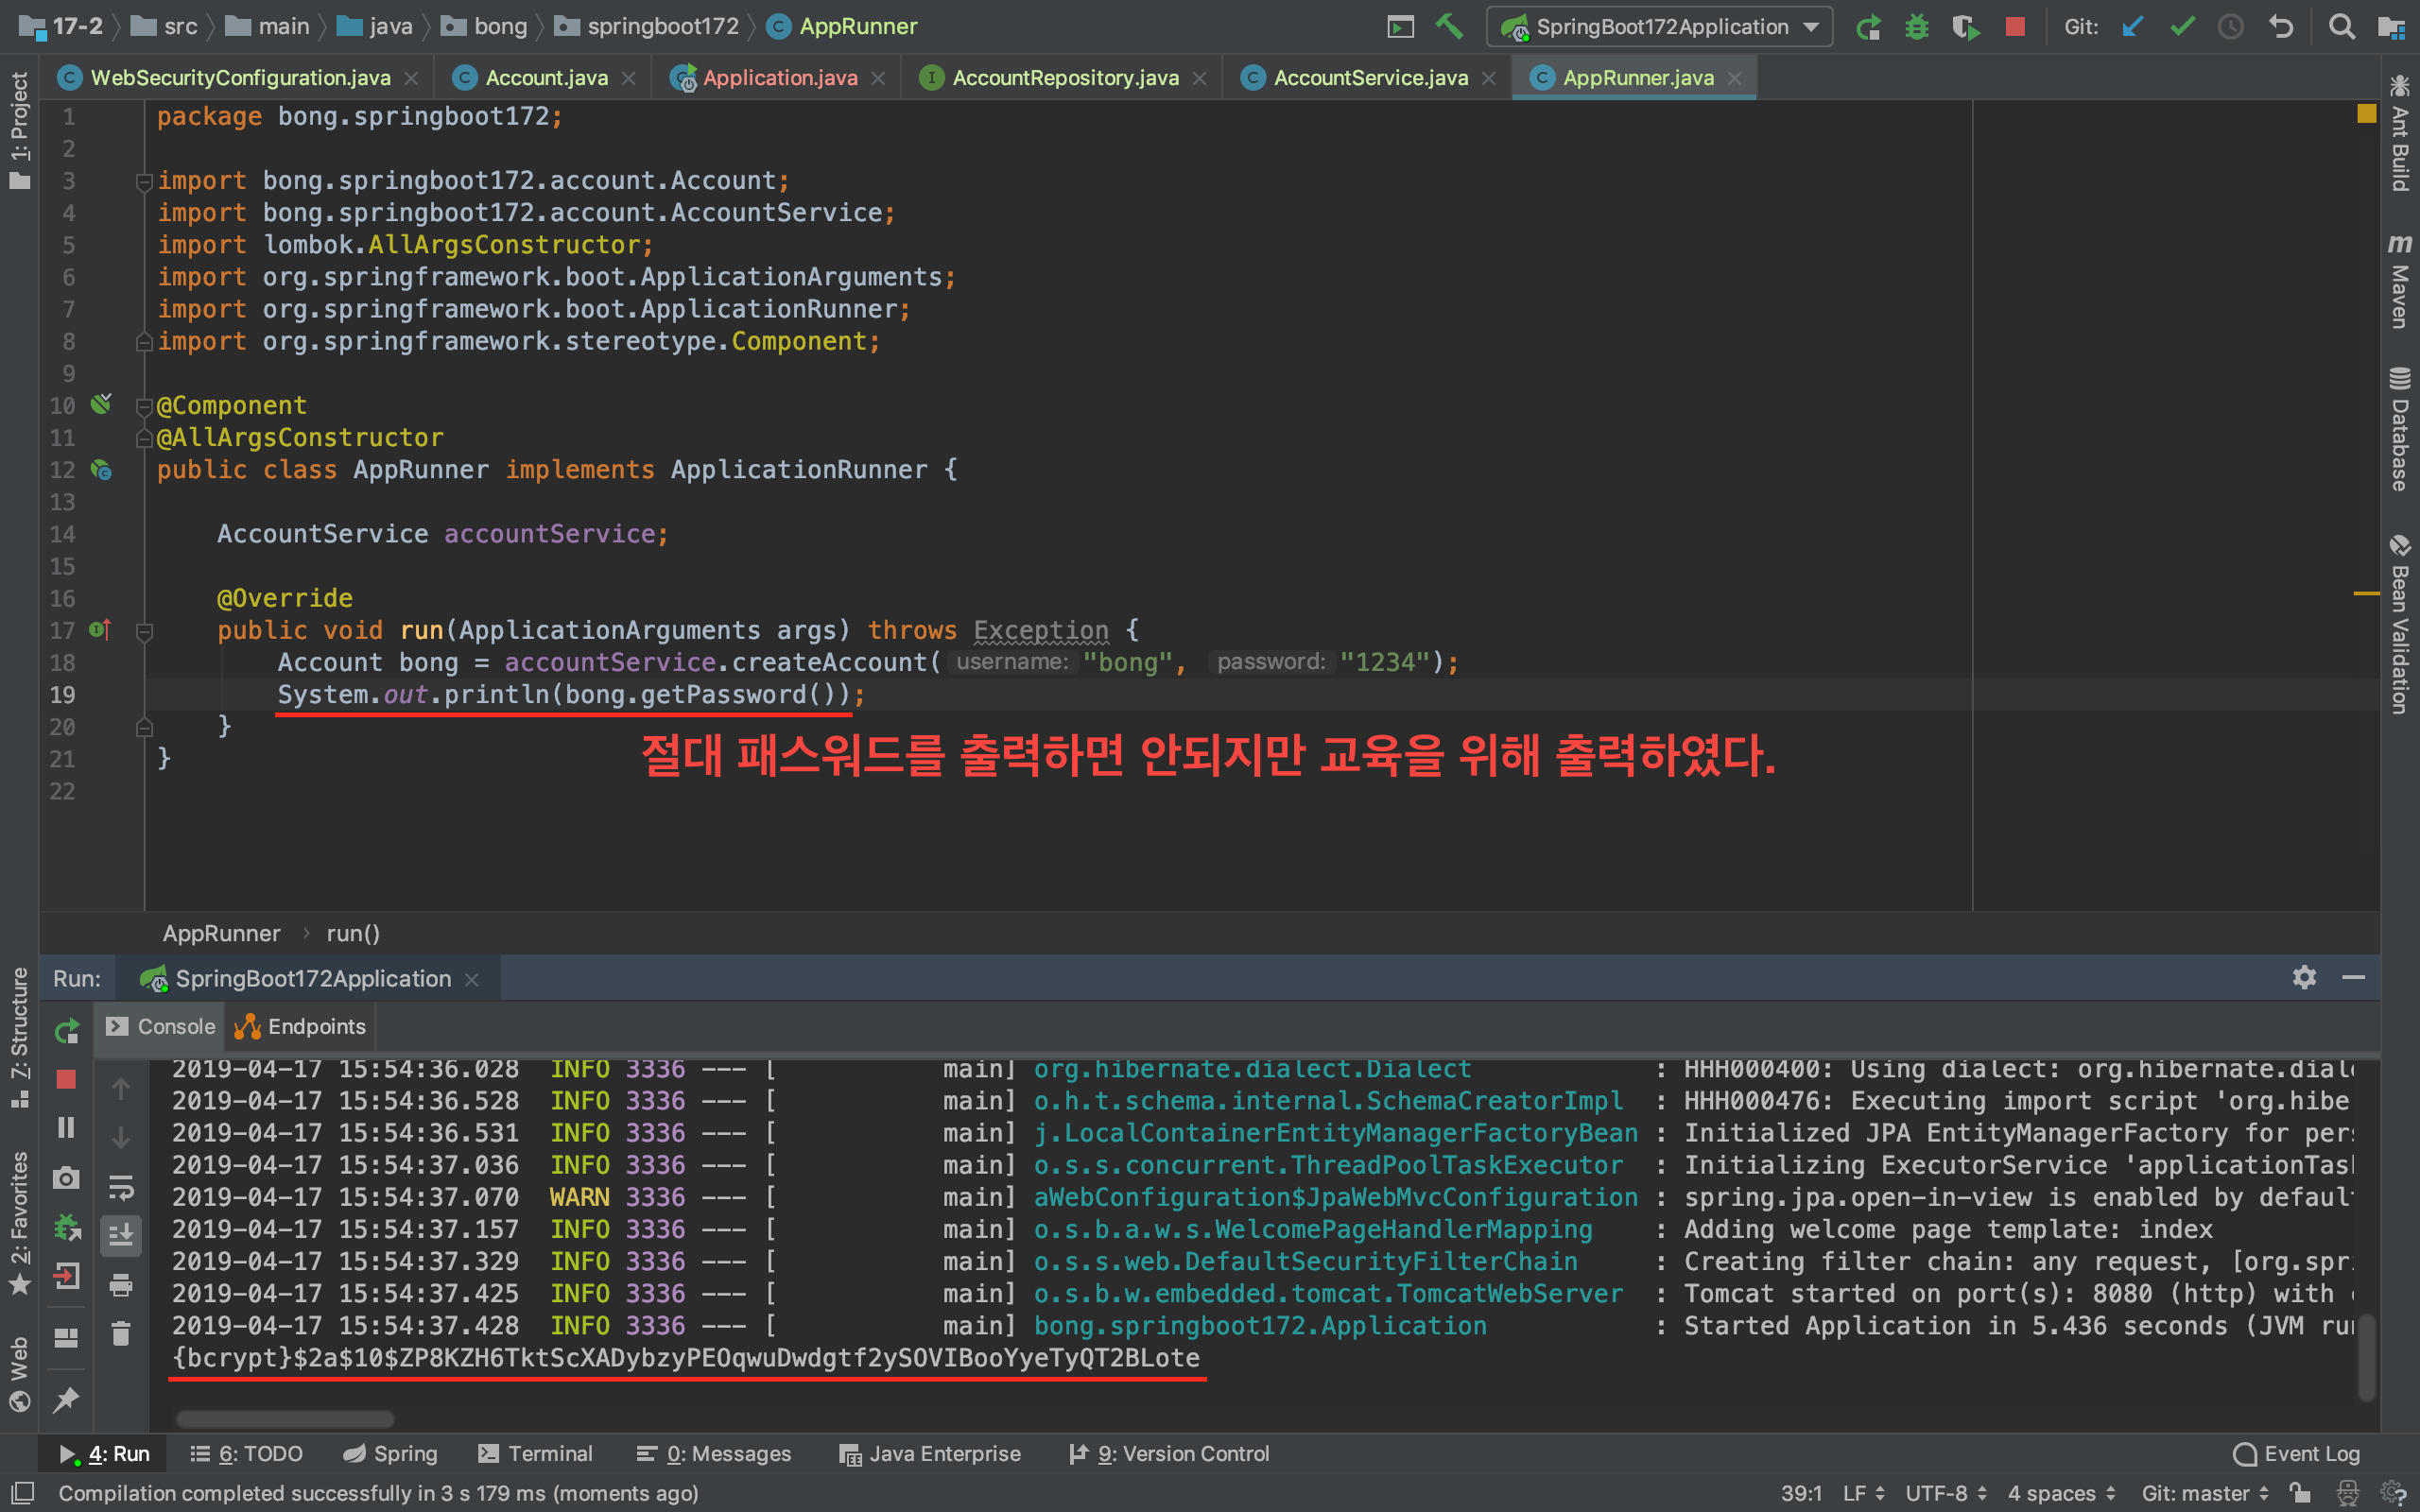 17-2 src main java bong springboot172 AppRunner SpringBoot172Application Git:
WebSecurityConfiguration.java Account.java Application.java AccountRepository.java AccountService.java AppRunner.java
1 package bong.springboot172;
2
3 import bong.springboot172.account.Account;
4 import bong.springboot172.account.AccountService;
5 import lombok.AllArgsConstructor;
6 import org.springframework.boot.ApplicationArguments;
7 import org.springframework.boot.ApplicationRunner;
8 import org.springframework.stereotype.Component;
9
10 @Component
11 @AllArgsConstructor
12 public class AppRunner implements ApplicationRunner {
13
14 AccountService accountService;
15
16 @Override
17 public void run(ApplicationArguments args) throws Exception {
18 Account bong = accountService.createAccount( username: "bong", password: "1234");
19 System.out.println(bong.getPassword());
20 }
21 }
22
절대 패스워드를 출력하면 안되지만 교육을 위해 출력하였다.
1: Project
7: Structure
2: Favorites
Web
Ant Build
m Maven
Database
Bean Validation
AppRunner › run()
Run: SpringBoot172Application
Console Endpoints
2019-04-17 15:54:36.028 INFO 3336 --- [ main] org.hibernate.dialect.Dialect : HHH000400: Using dialect: org.hibernate.diale
2019-04-17 15:54:36.528 INFO 3336 --- [ main] o.h.t.schema.internal.SchemaCreatorImpl : HHH000476: Executing import script 'org.hiber
2019-04-17 15:54:36.531 INFO 3336 --- [ main] j.LocalContainerEntityManagerFactoryBean : Initialized JPA EntityManagerFactory for pers
2019-04-17 15:54:37.036 INFO 3336 --- [ main] o.s.s.concurrent.ThreadPoolTaskExecutor : Initializing ExecutorService 'applicationTask
2019-04-17 15:54:37.070 WARN 3336 --- [ main] aWebConfiguration$JpaWebMvcConfiguration : spring.jpa.open-in-view is enabled by default
2019-04-17 15:54:37.157 INFO 3336 --- [ main] o.s.b.a.w.s.WelcomePageHandlerMapping : Adding welcome page template: index
2019-04-17 15:54:37.329 INFO 3336 --- [ main] o.s.s.web.DefaultSecurityFilterChain : Creating filter chain: any request, [org.spri
2019-04-17 15:54:37.425 INFO 3336 --- [ main] o.s.b.w.embedded.tomcat.TomcatWebServer : Tomcat started on port(s): 8080 (http) with
2019-04-17 15:54:37.428 INFO 3336 --- [ main] bong.springboot172.Application : Started Application in 5.436 seconds (JVM ru
{bcrypt}$2a$10$ZP8KZH6TktScXADybzyPEOqwuDwdgtf2ySOVIBooYyeTyQT2BLote
4: Run 6: TODO Spring Terminal 0: Messages Java Enterprise 9: Version Control Event Log
Compilation completed successfully in 3 s 179 ms (moments ago) 39:1 LF UTF-8 4 spaces Git: master